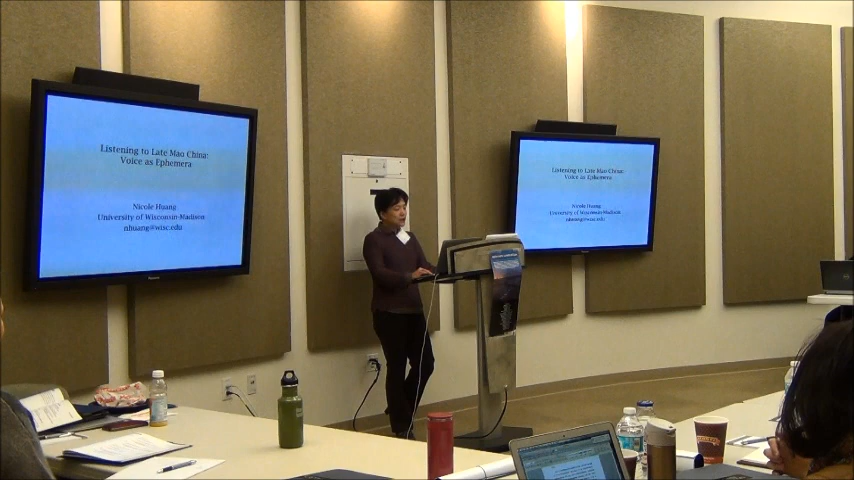 Listening to Late Mao China:
Voice as Ephemera
Nicole Huang
University of Wisconsin-Madison
nhuang@wisc.edu
Listening to Late Mao China:
Voice as Ephemera
Nicole Huang
University of Wisconsin-Madison
nhuang@wisc.edu